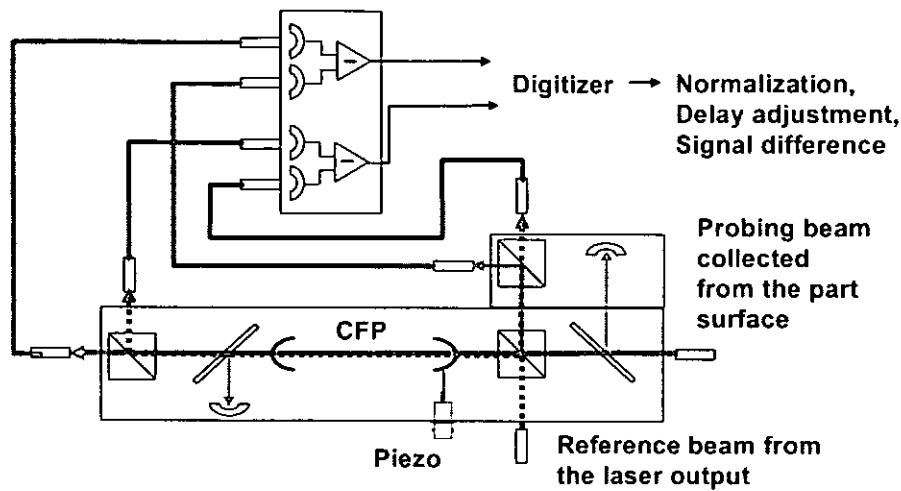 Digitizer
Normalization,
Delay adjustment,
Signal difference
Probing beam
collected
from the part
surface
CFP
Piezo
Reference beam from
the laser output